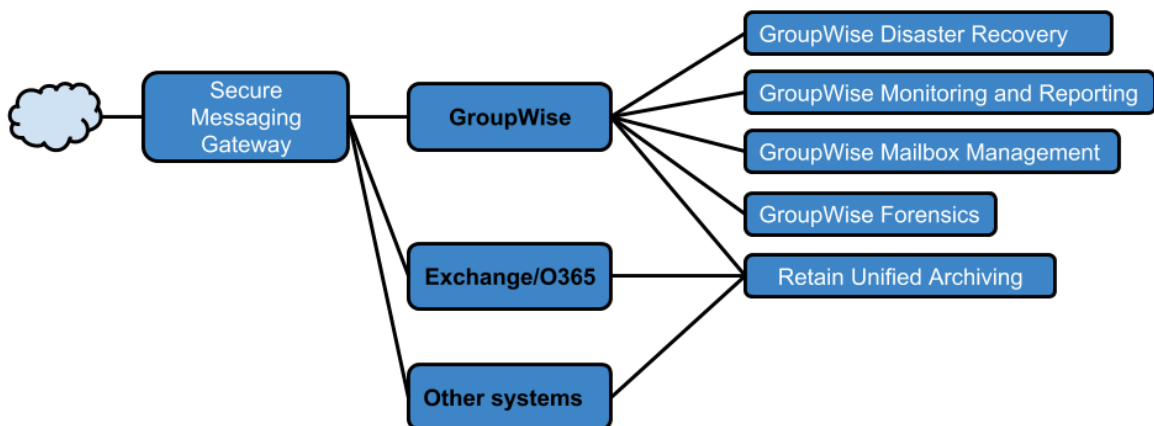 Secure
Messaging
Gateway
GroupWise
Exchange/O365
Other systems
GroupWise Disaster Recovery
GroupWise Monitoring and Reporting
GroupWise Mailbox Management
GroupWise Forensics
Retain Unified Archiving